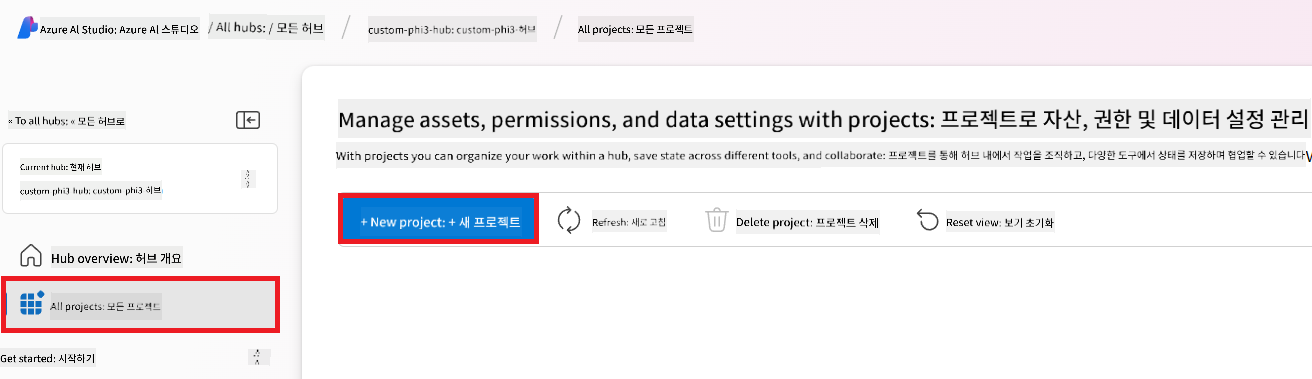 Azure AI Studio: Azure AI 스튜디오 / All hubs: / 모든 허브 / custom-phi3-hub: custom-phi3-허브 / All projects: 모든 프로젝트
« To all hubs: « 모든 허브로
Current hub: 현재 허브
custom-phi3-hub: custom-phi3-허브
Hub overview: 허브 개요
All projects: 모든 프로젝트
Get started: 시작하기
Manage assets, permissions, and data settings with projects: 프로젝트로 자산, 권한 및 데이터 설정 관리
With projects you can organize your work within a hub, save state across different tools, and collaborate: 프로젝트를 통해 허브 내에서 작업을 조직하고, 다양한 도구에서 상태를 저장하며 협업할 수 있습니다
+ New project: + 새 프로젝트
Refresh: 새로 고침
Delete project: 프로젝트 삭제
Reset view: 보기 초기화